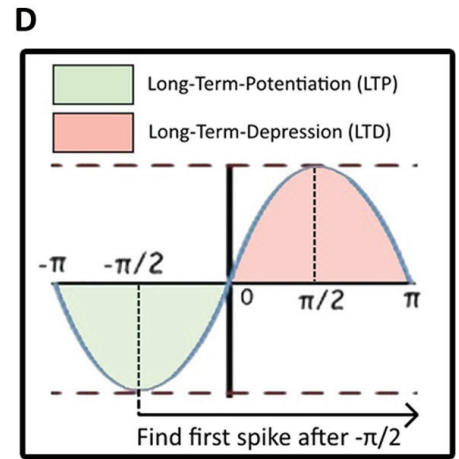 D
Long-Term-Potentiation (LTP)
Long-Term-Depression (LTD)
-π -π/2
0 π/2 π
Find first spike after -π/2